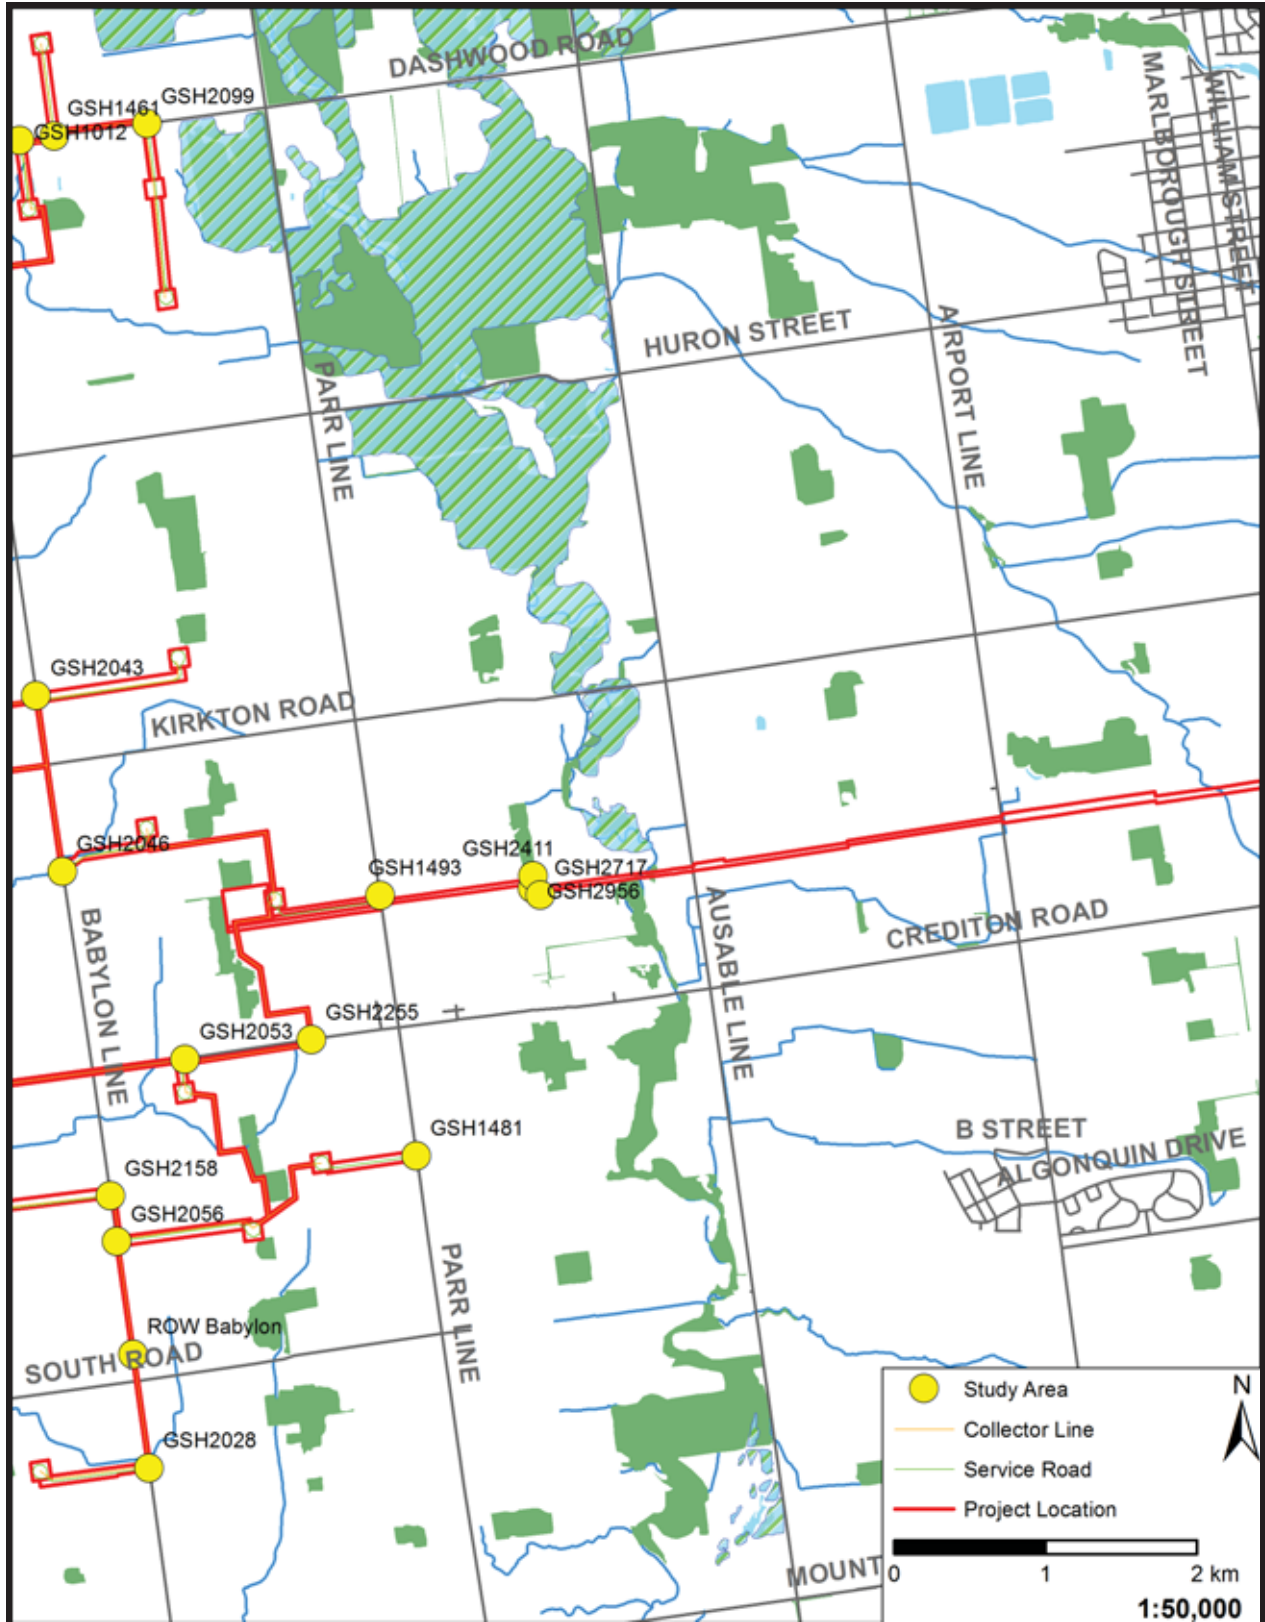 DASHWOOD ROAD
MARLBOROUGH STREET
WILLIAM STREET
GSH1461
GSH2099
GSH1012
HURON STREET
AIRPORT LINE
PARR LINE
GSH2043
KIRKTON ROAD
GSH2046
GSH1493
GSH2411
GSH2717
GSH2956
AUSABLE LINE
CREDITON ROAD
BABYLON LINE
GSH2053
GSH2255
B STREET
ALGONQUIN DRIVE
GSH1481
GSH2158
GSH2056
PARR LINE
ROW Babylon
SOUTH ROAD
GSH2028
MOUNT
N
Study Area
Collector Line
Service Road
Project Location
0 1 2 km
1:50,000